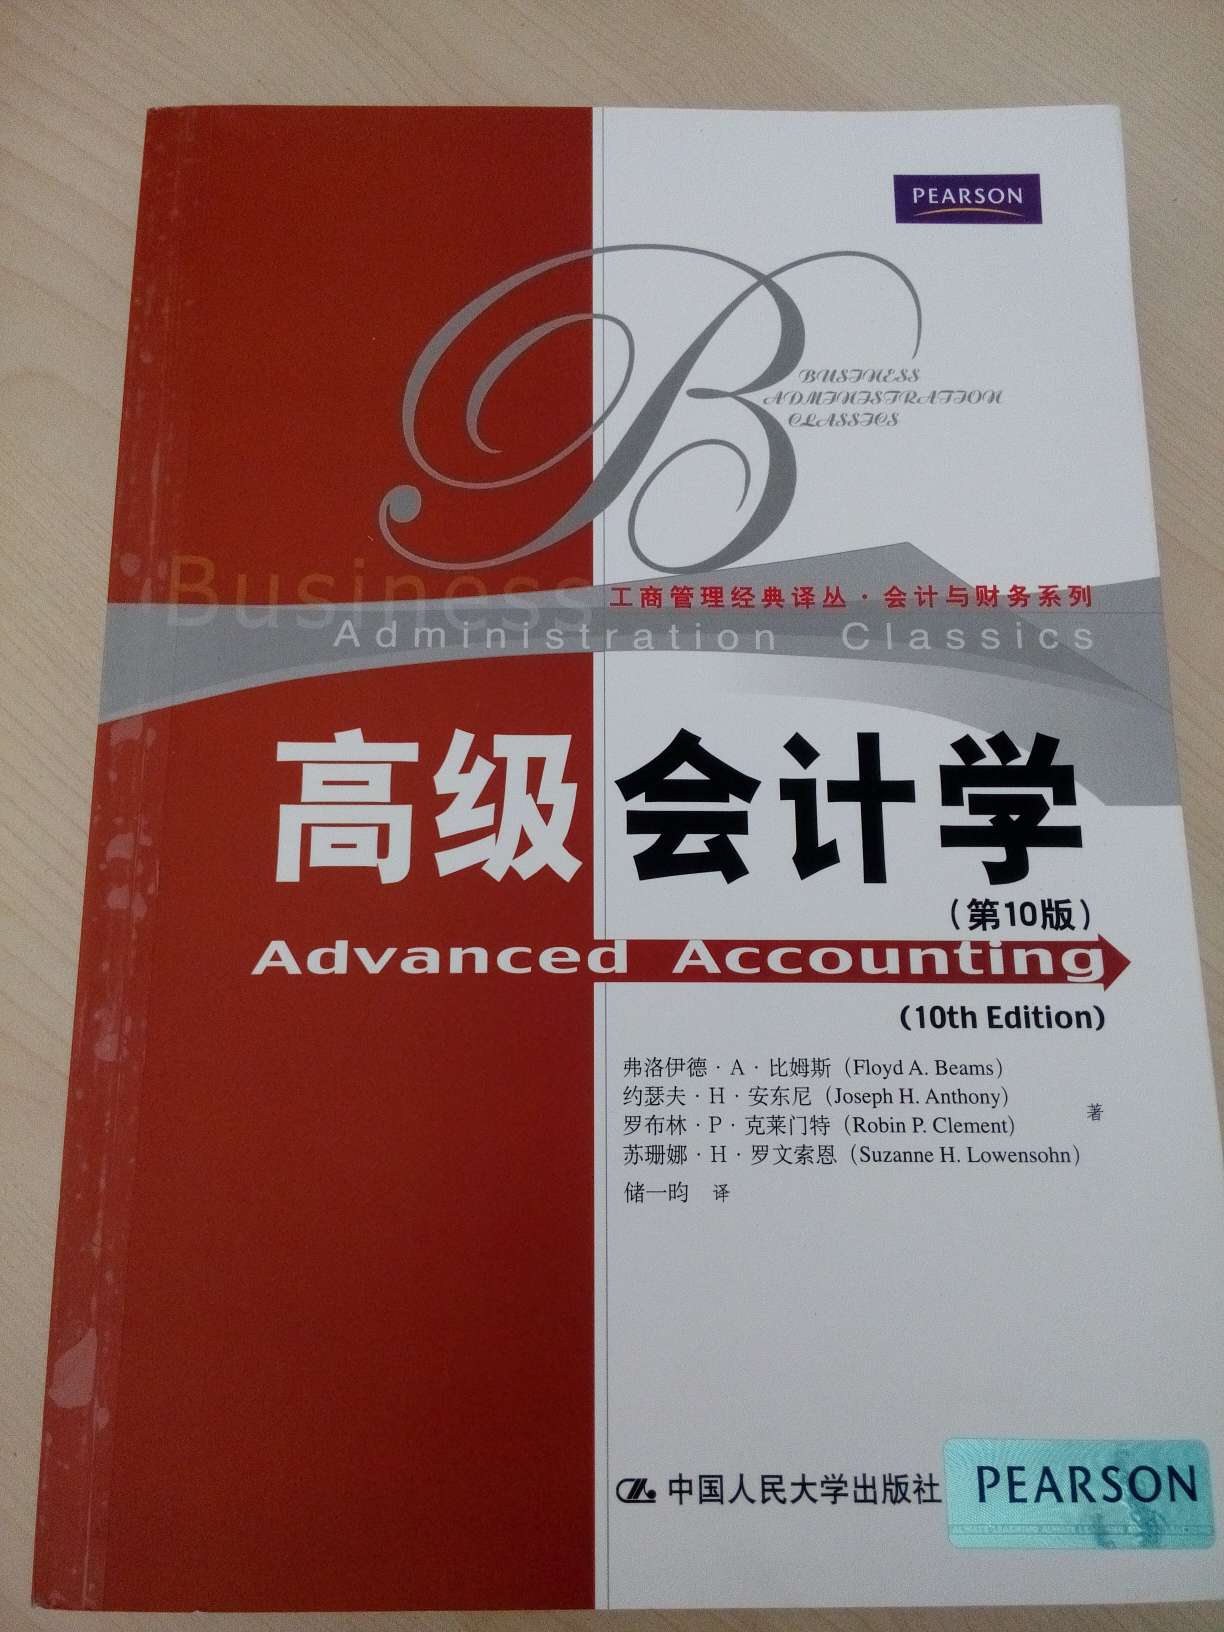 PEARSON
BUSINESS
ADMINISTRATION
CLASSICS
Business
工商管理经典译丛·会计与财务系列
Administration Classics
高级会计学
（第10版）
Advanced Accounting
(10th Edition)
弗洛伊德·A·比姆斯（Floyd A. Beams）
约瑟夫·H·安东尼（Joseph H. Anthony）
罗布林·P·克莱门特（Robin P. Clement）
苏珊娜·H·罗文索恩（Suzanne H. Lowensohn）
著
储一昀 译
中国人民大学出版社
PEARSON
ALWAYS LEARNING ALWAYS LEARNING